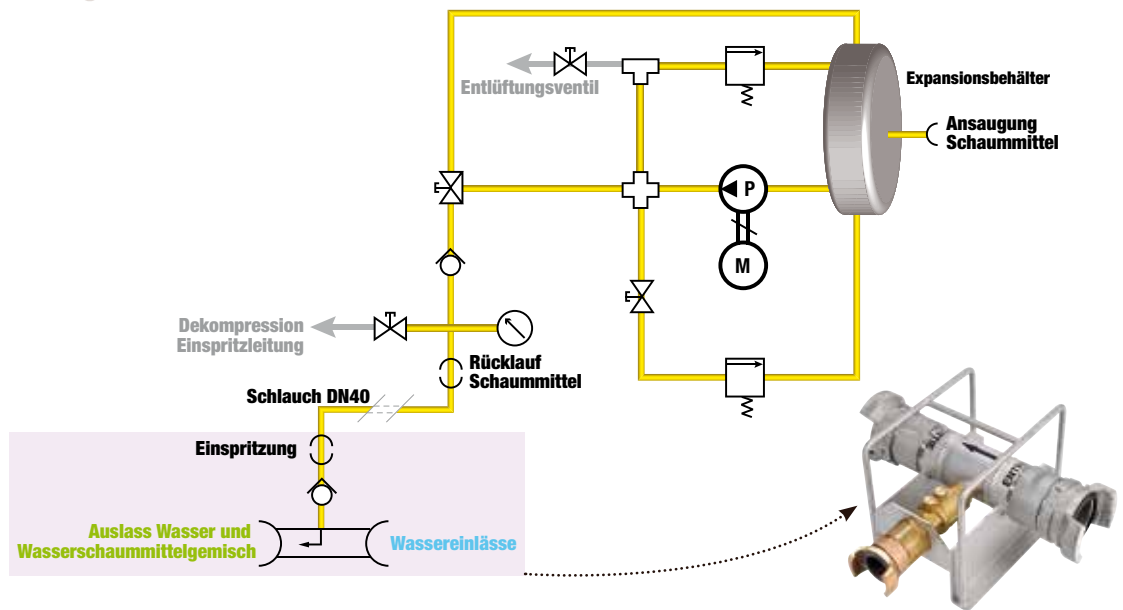 Entlüftungsventil
Expansionsbehälter
Ansaugung
Schaummittel
P
M
Dekompression
Einspritzleitung
Rücklauf
Schaummittel
Schlauch DN40
Einspritzung
Auslass Wasser und
Wasserschaummittelgemisch
Wassereinlässe